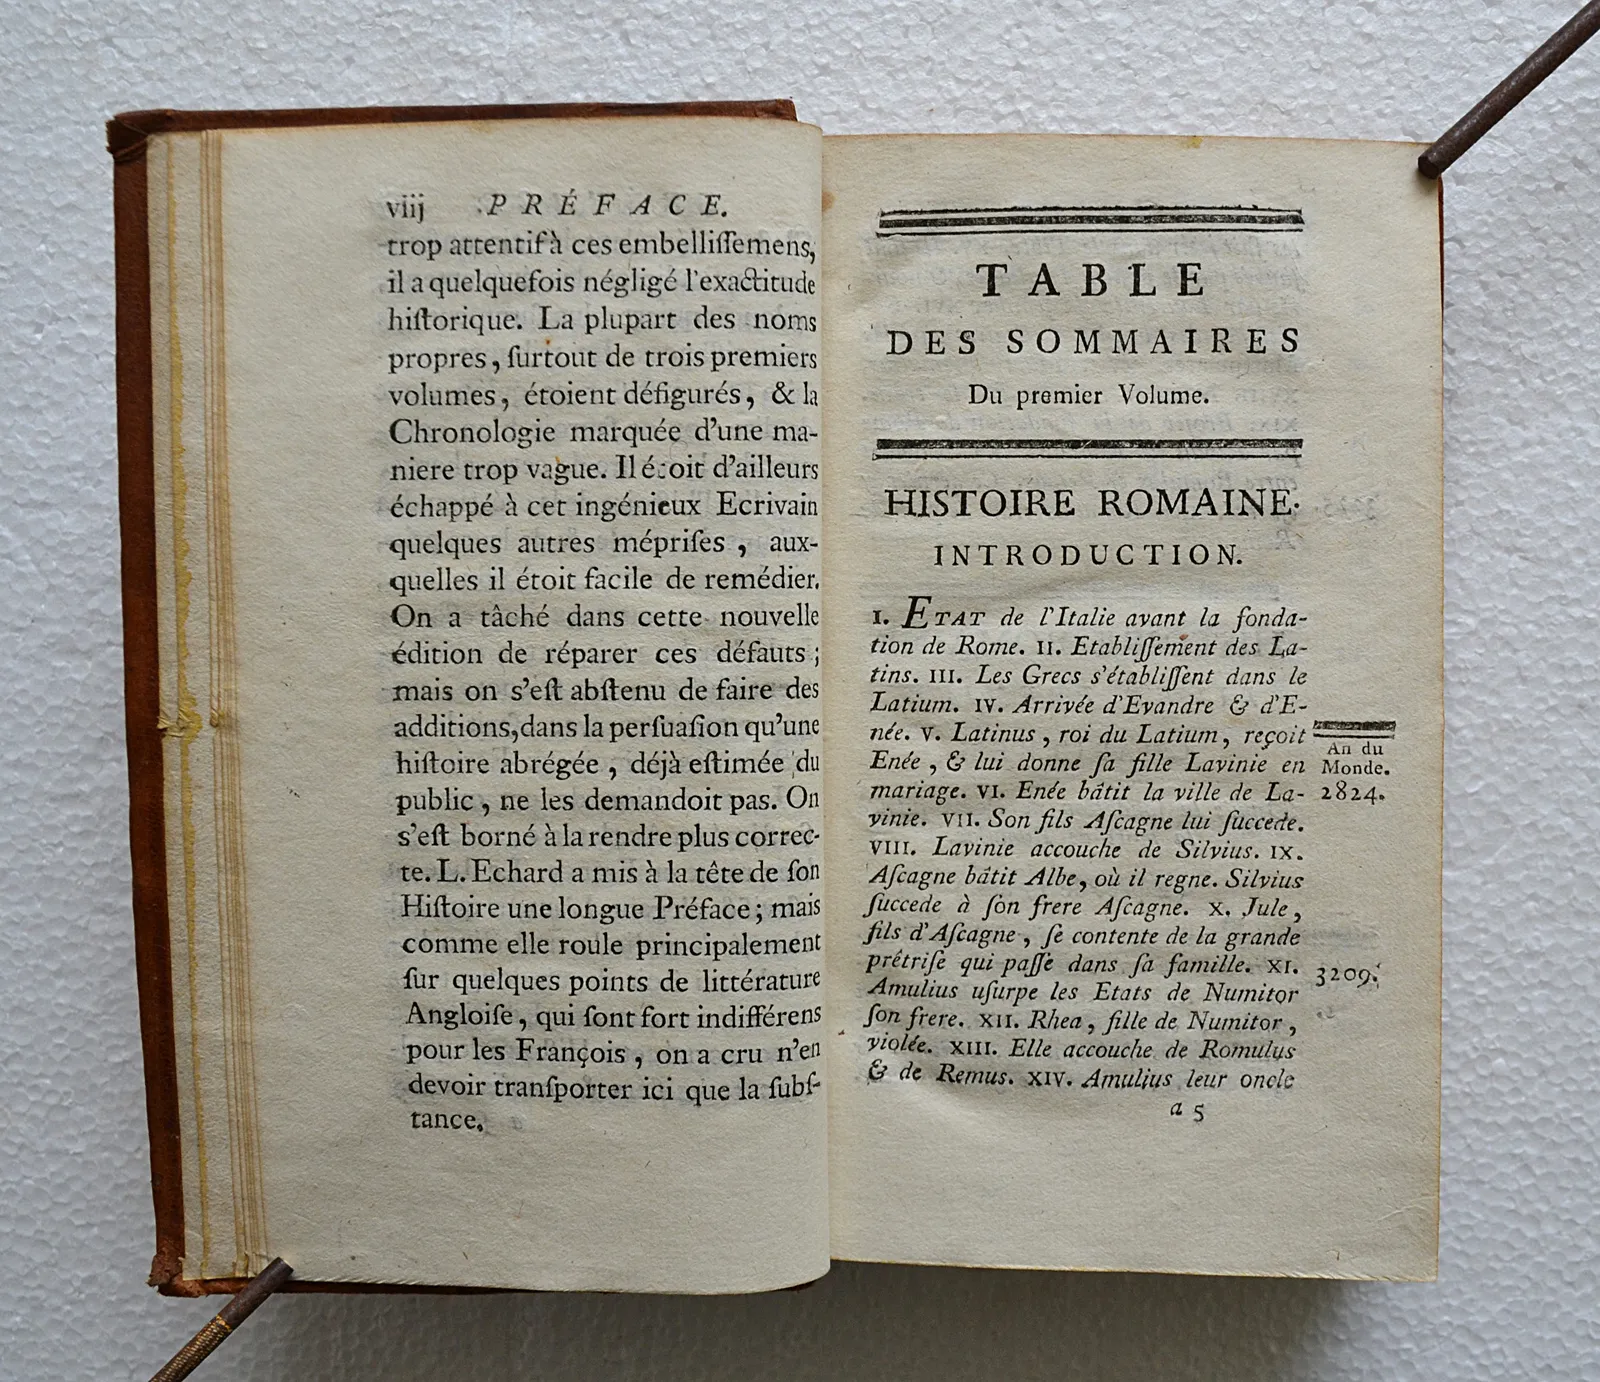 viij PRÉFACE.
trop attentif à ces embelliſſemens,
il a quelquefois négligé l'exactitude
hiſtorique. La plupart des noms
propres, ſurtout de trois premiers
volumes, étoient défigurés, & la
Chronologie marquée d'une ma-
niere trop vague. Il étoit d'ailleurs
échappé à cet ingénieux Ecrivain
quelques autres mépriſes, aux-
quelles il étoit facile de remédier.
On a tâché dans cette nouvelle
édition de réparer ces défauts;
mais on s'eſt abſtenu de faire des
additions, dans la perſuaſion qu'une
hiſtoire abrégée, déjà eſtimée du
public, ne les demandoit pas. On
s'eſt borné à la rendre plus correc-
te. L. Echard a mis à la tête de ſon
Hiſtoire une longue Préface; mais
comme elle roule principalement
ſur quelques points de littérature
Angloiſe, qui ſont fort indifférens
pour les François, on a cru n'en
devoir tranſporter ici que la ſubſ-
tance.
TABLE
DES SOMMAIRES
Du premier Volume.
HISTOIRE ROMAINE.
INTRODUCTION.
I. ETAT de l'Italie avant la fonda-
tion de Rome. II. Etabliſſement des La-
tins. III. Les Grecs s'établiſſent dans le
Latium. IV. Arrivée d'Evandre & d'E-
née. V. Latinus, roi du Latium, reçoit
Enée, & lui donne ſa fille Lavinie en
mariage. VI. Enée bâtit la ville de La-
vinie. VII. Son fils Aſcagne lui ſuccede.
VIII. Lavinie accouche de Silvius. IX.
Aſcagne bâtit Albe, où il regne. Silvius
ſuccede à ſon frere Aſcagne. X. Jule,
fils d'Aſcagne, ſe contente de la grande
prêtriſe qui paſſe dans ſa famille. XI.
Amulius uſurpe les Etats de Numitor
ſon frere. XII. Rhea, fille de Numitor,
violée. XIII. Elle accouche de Romulus
& de Remus. XIV. Amulius leur oncle
a 5
An du
Monde.
2824.
3209.